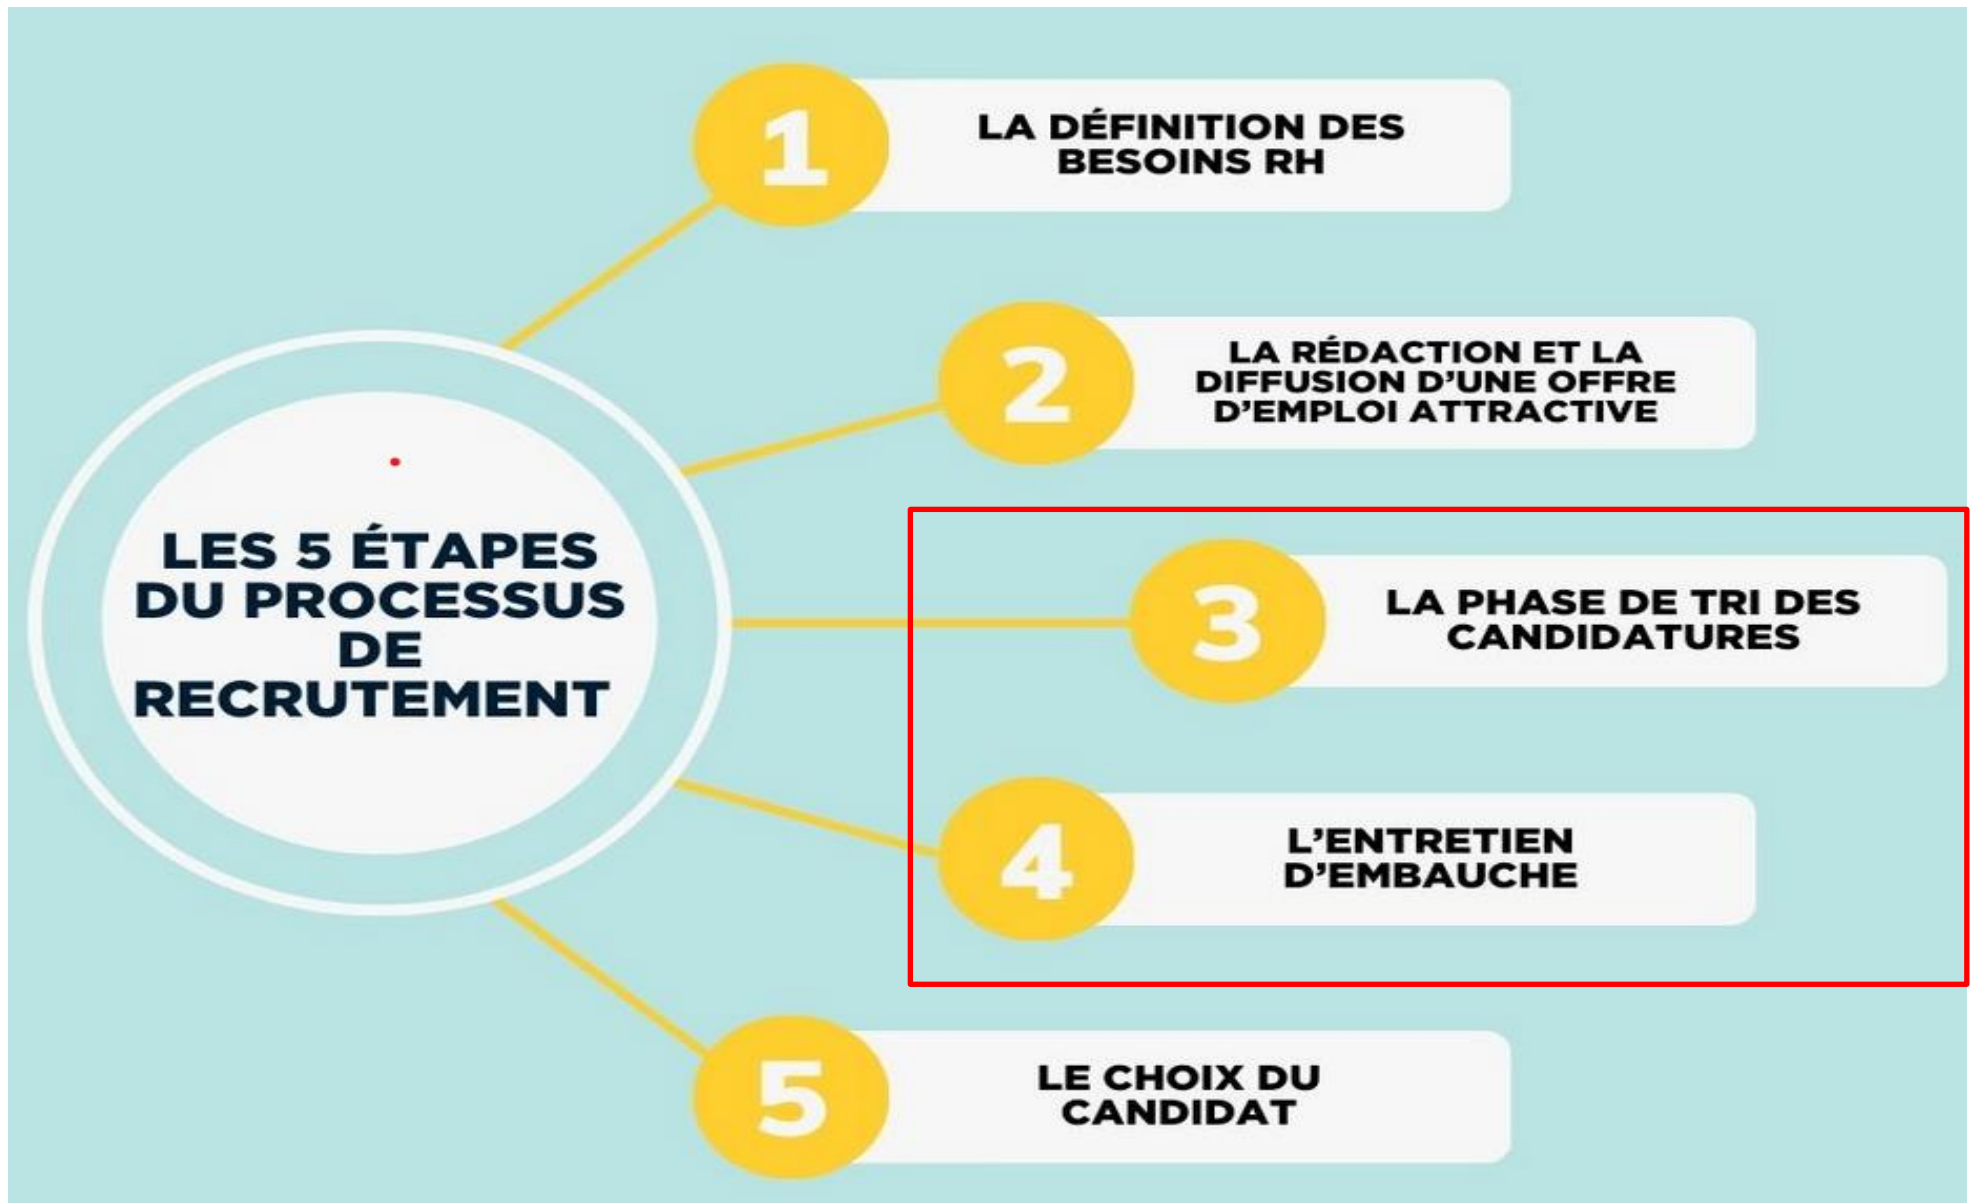 LES 5 ÉTAPES
DU PROCESSUS
DE
RECRUTEMENT
1
LA DÉFINITION DES
BESOINS RH
2
LA RÉDACTION ET LA
DIFFUSION D’UNE OFFRE
D’EMPLOI ATTRACTIVE
3
LA PHASE DE TRI DES
CANDIDATURES
4
L’ENTRETIEN
D’EMBAUCHE
5
LE CHOIX DU
CANDIDAT